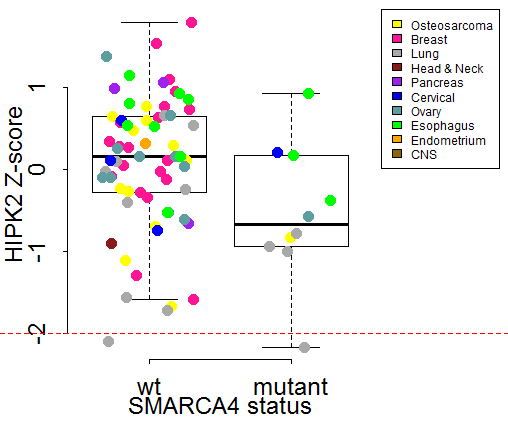 Osteosarcoma
Breast
Lung
Head & Neck
Pancreas
Cervical
Ovary
Esophagus
Endometrium
CNS
HIPK2 Z-score
1
0
-1
-2
wt mutant
SMARCA4 status